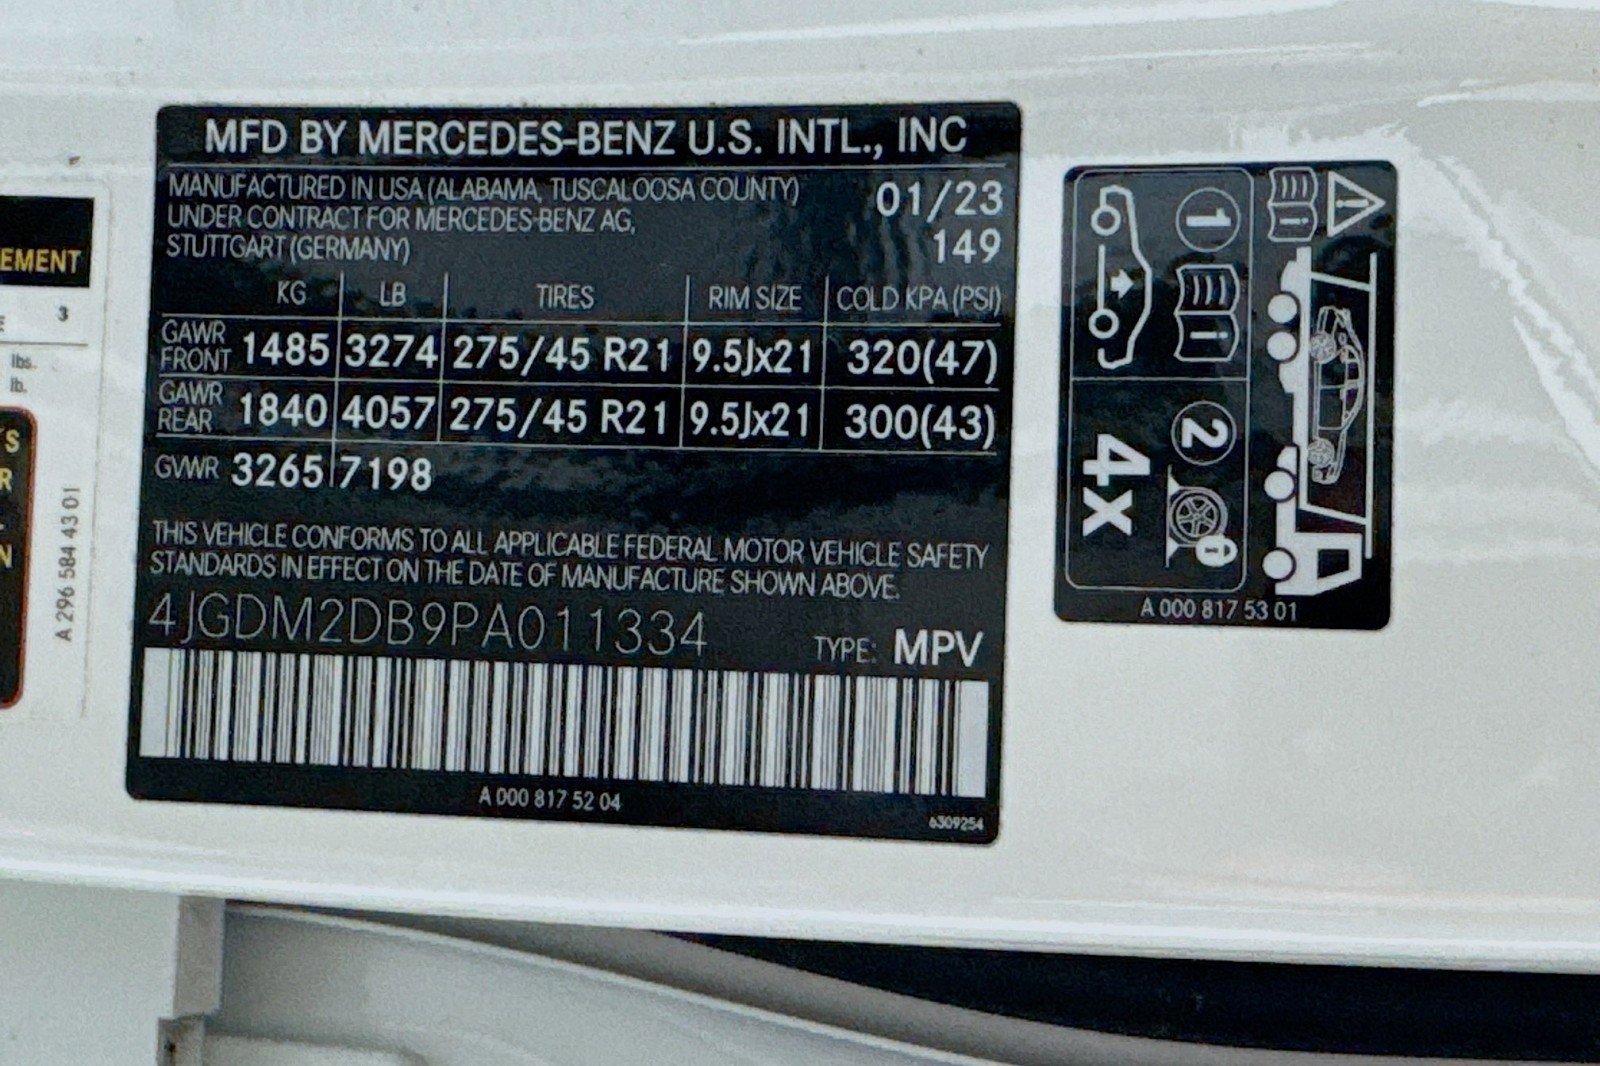 MFD BY MERCEDES-BENZ U.S. INTL., INC
MANUFACTURED IN USA (ALABAMA, TUSCALOOSA COUNTY) 01/23
UNDER CONTRACT FOR MERCEDES-BENZ AG,
STUTTGART (GERMANY) 149
KG LB TIRES RIM SIZE COLD KPA (PSI)
GAWR FRONT 1485 3274 275/45 R21 9.5Jx21 320(47)
GAWR REAR 1840 4057 275/45 R21 9.5Jx21 300(43)
GVWR 3265 7198
THIS VEHICLE CONFORMS TO ALL APPLICABLE FEDERAL MOTOR VEHICLE SAFETY
STANDARDS IN EFFECT ON THE DATE OF MANUFACTURE SHOWN ABOVE.
4JGDM2DB9PA011334 TYPE: MPV
A 000 817 52 04
6309254
1
2
4x
A 000 817 53 01
EMENT
3
lbs.
lb.
A 296 584 43 01